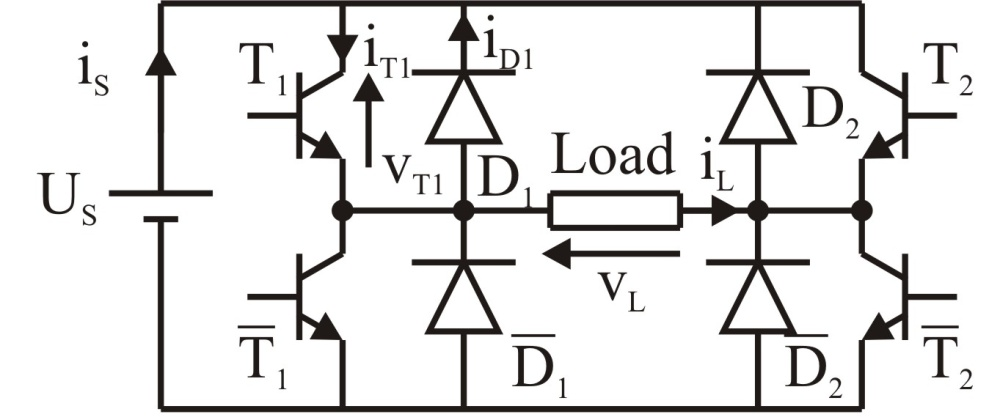 i_S
T_1
i_T1
i_D1
T_2
D_2
v_T1
D_1
Load
i_L
U_S
v_L
T̅_1
D̅_1
D̅_2
T̅_2